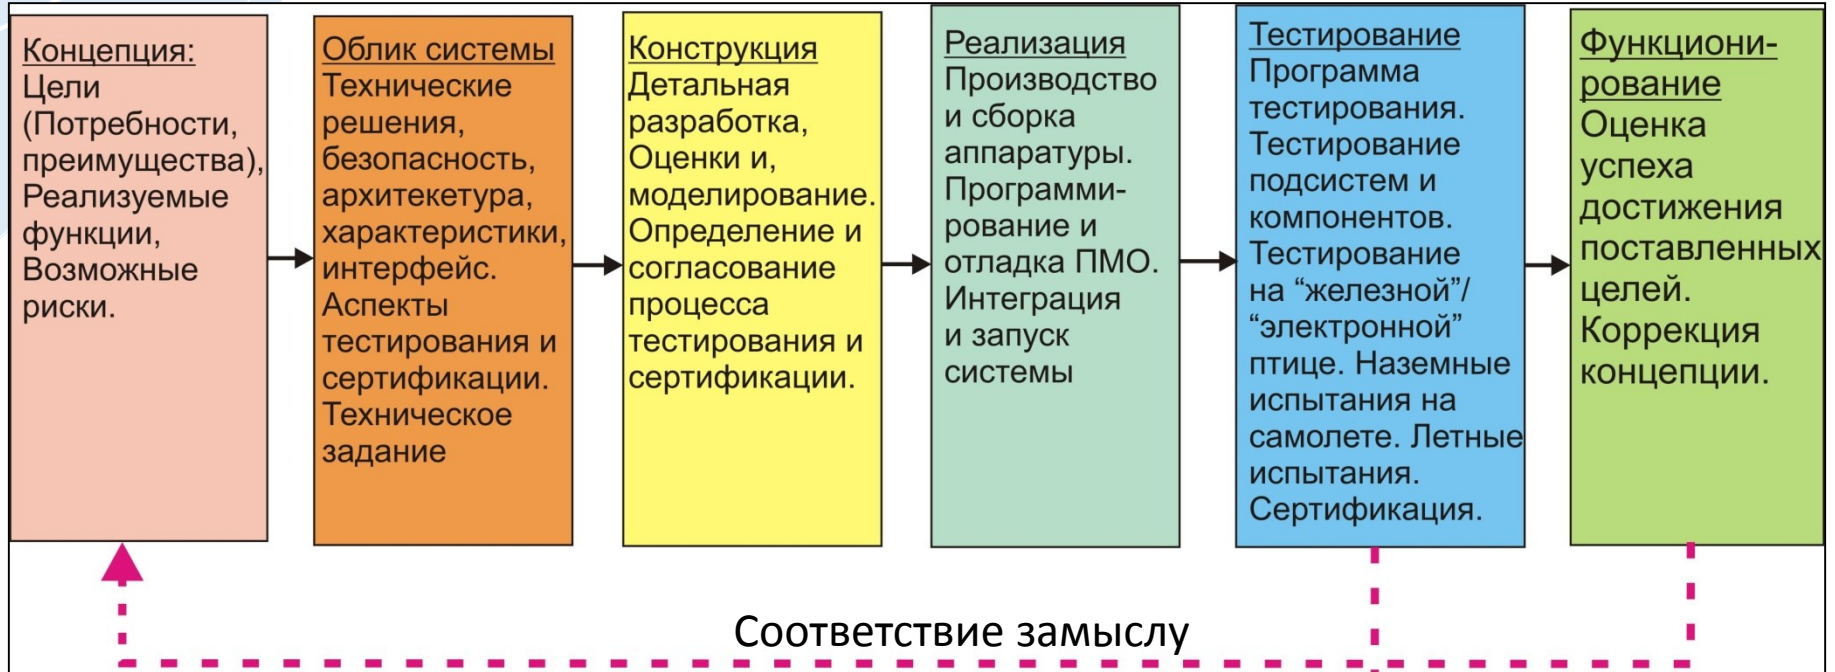 Концепция:
Цели
(Потребности,
преимущества),
Реализуемые
функции,
Возможные
риски.
Облик системы
Технические
решения,
безопасность,
архитекетура,
характеристики,
интерфейс.
Аспекты
тестирования и
сертификации.
Техническое
задание
Конструкция
Детальная
разработка,
Оценки и,
моделирование.
Определение и
согласование
процесса
тестирования и
сертификации.
Реализация
Производство
и сборка
аппаратуры.
Программи-
рование и
отладка ПМО.
Интеграция
и запуск
системы
Тестирование
Программа
тестирования.
Тестирование
подсистем и
компонентов.
Тестирование
на “железной”/
“электронной”
птице. Наземные
испытания на
самолете. Летные
испытания.
Сертификация.
Функциони-
рование
Оценка
успеха
достижения
поставленных
целей.
Коррекция
концепции.
Соответствие замыслу